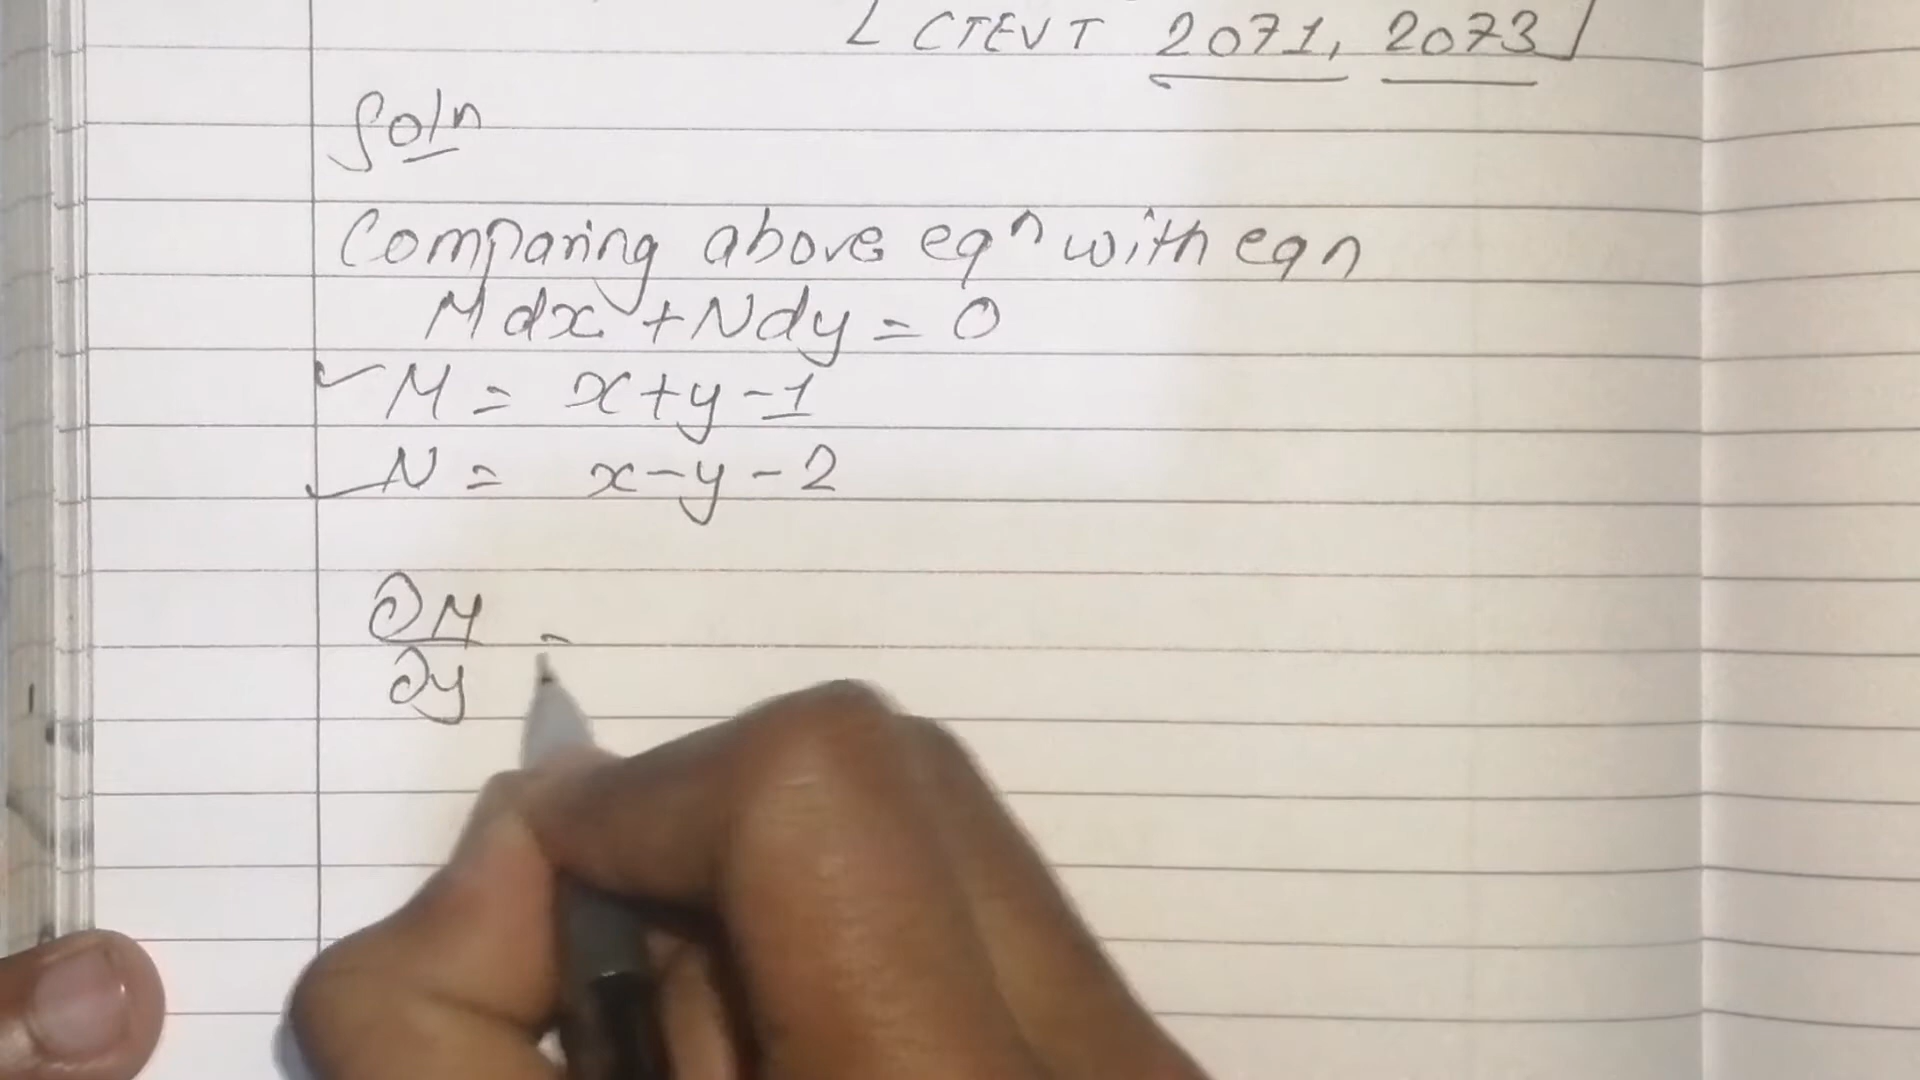 [ CTEVT 2071, 2073]
Soln
Comparing above eqⁿ with eqn
Mdx + Ndy = 0
M = x+y-1
N = x-y-2
∂M/∂y =